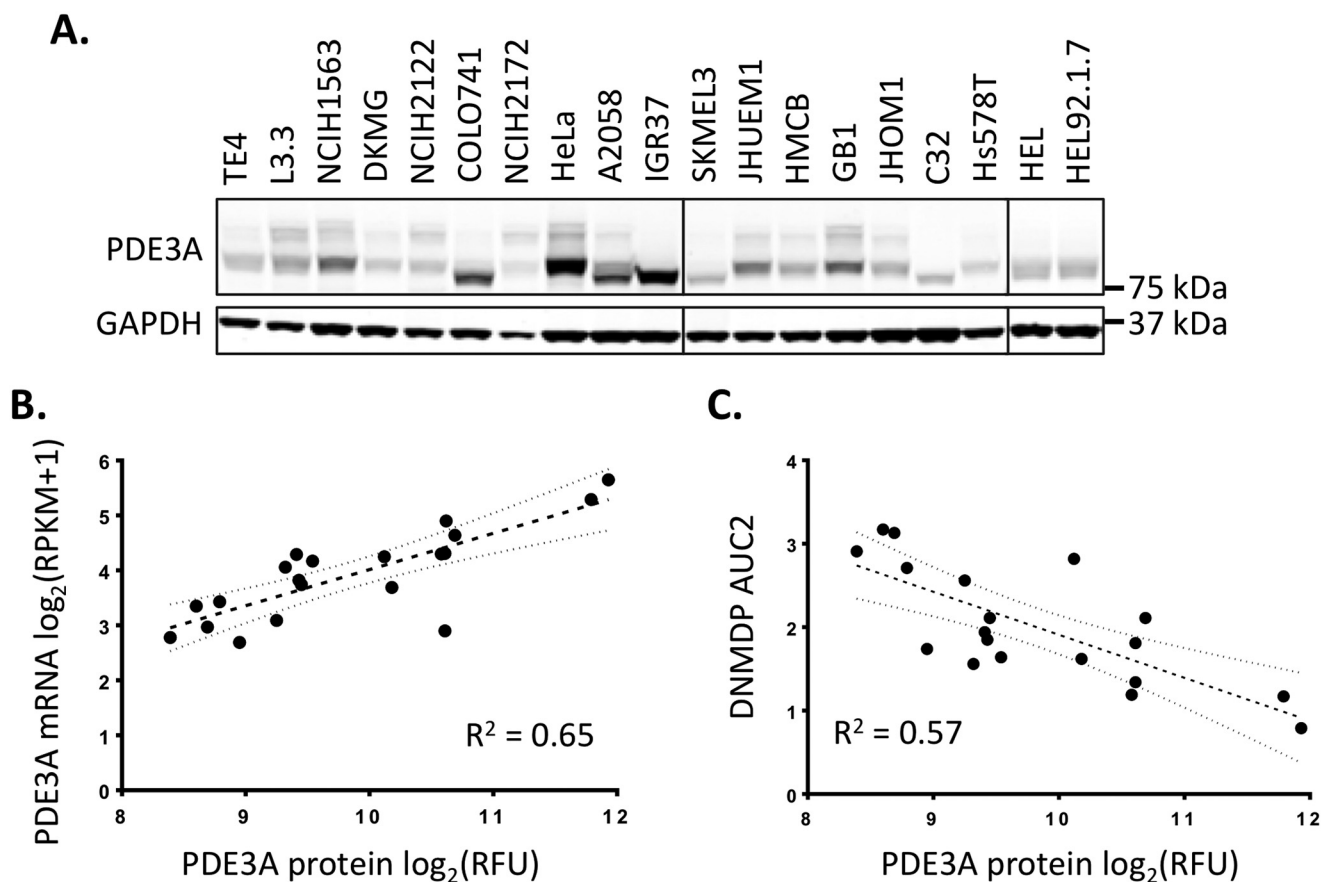 A.
TE4
L3.3
NCIH1563
DKMG
NCIH2122
COLO741
NCIH2172
HeLa
A2058
IGR37
SKMEL3
JHUEM1
HMCB
GB1
JHOM1
C32
Hs578T
HEL
HEL92.1.7
PDE3A
75 kDa
GAPDH
37 kDa
B.
PDE3A mRNA log₂(RPKM+1)
6
5
4
3
2
1
0
R² = 0.65
8 9 10 11 12
PDE3A protein log₂(RFU)
C.
DNMDP AUC2
4
3
2
1
0
R² = 0.57
8 9 10 11 12
PDE3A protein log₂(RFU)